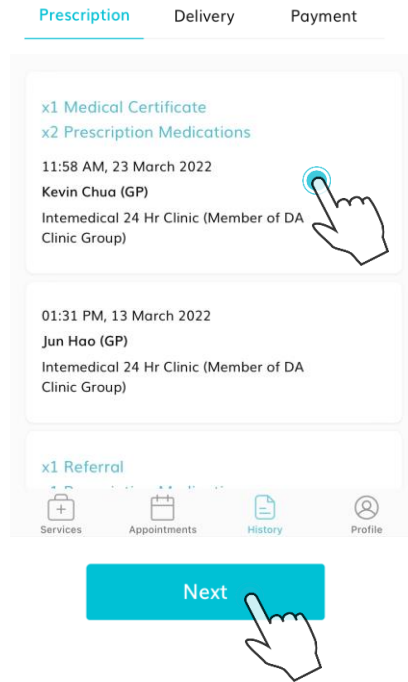 Prescription Delivery Payment
x1 Medical Certificate
x2 Prescription Medications
11:58 AM, 23 March 2022
Kevin Chua (GP)
Intemedical 24 Hr Clinic (Member of DA
Clinic Group)
01:31 PM, 13 March 2022
Jun Hao (GP)
Intemedical 24 Hr Clinic (Member of DA
Clinic Group)
x1 Referral
Services Appointments History Profile
Next